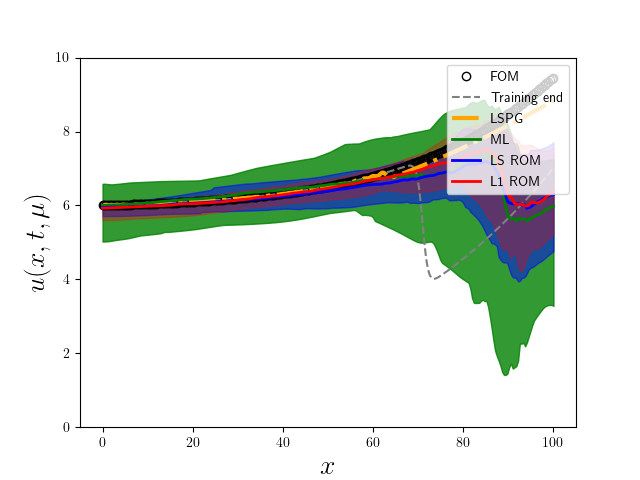 10
8
6
4
2
0
0
20
40
60
80
100
u(x, t, μ)
x
FOM
Training end
LSPG
ML
LS ROM
L1 ROM